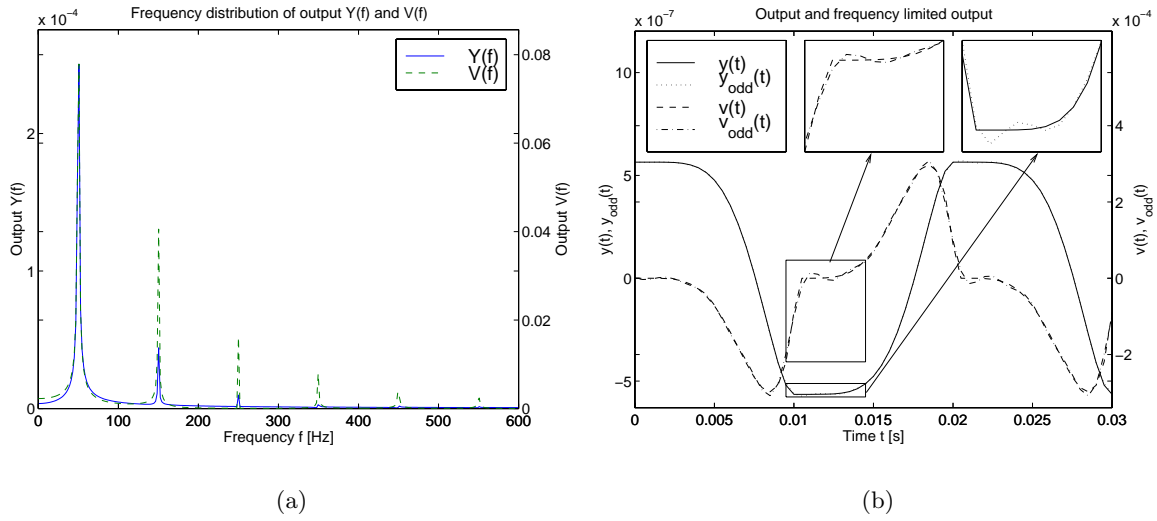 Frequency distribution of output Y(f) and V(f)
x 10⁻⁴
Y(f)
V(f)
Output Y(f)
2
1
0
Output V(f)
0.08
0.06
0.04
0.02
0
0 100 200 300 400 500 600
Frequency f [Hz]
(a)
Output and frequency limited output
x 10⁻⁷
x 10⁻⁴
y(t)
y_odd(t)
v(t)
v_odd(t)
y(t), y_odd(t)
10
5
0
−5
v(t), v_odd(t)
4
2
0
−2
0 0.005 0.01 0.015 0.02 0.025 0.03
Time t [s]
(b)